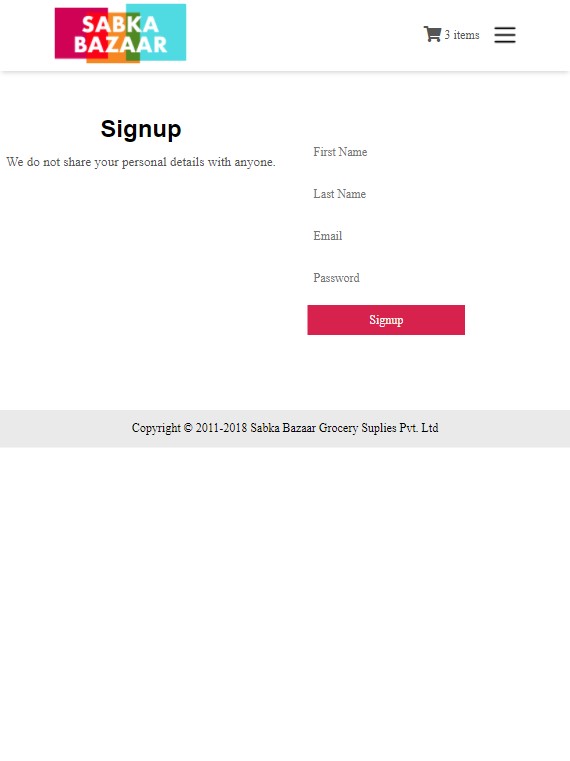 SABKA
BAZAAR
3 items
Signup
We do not share your personal details with anyone.
First Name
Last Name
Email
Password
Signup
Copyright © 2011-2018 Sabka Bazaar Grocery Suplies Pvt. Ltd